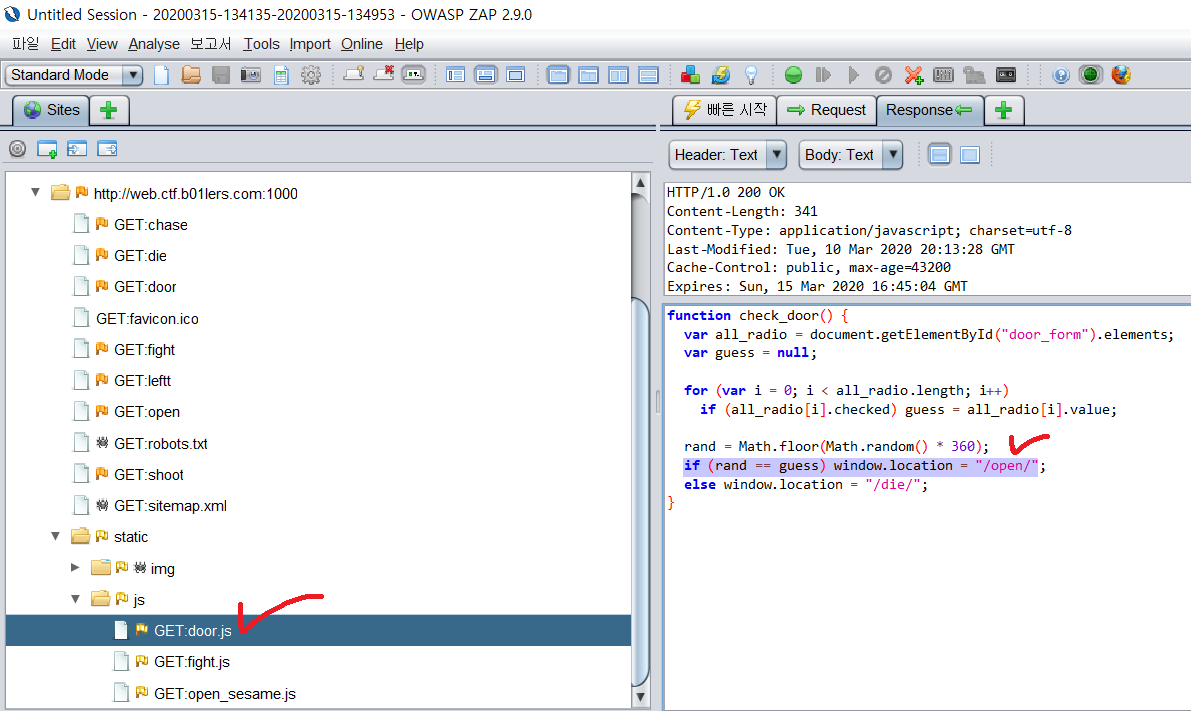 Untitled Session - 20200315-134135-20200315-134953 - OWASP ZAP 2.9.0
파일 Edit View Analyse 보고서 Tools Import Online Help
Standard Mode
Sites
빠른 시작 Request Response
Header: Text Body: Text
http://web.ctf.b01lers.com:1000
GET:chase
GET:die
GET:door
GET:favicon.ico
GET:fight
GET:leftt
GET:open
GET:robots.txt
GET:shoot
GET:sitemap.xml
static
img
js
GET:door.js
GET:fight.js
GET:open_sesame.js
HTTP/1.0 200 OK
Content-Length: 341
Content-Type: application/javascript; charset=utf-8
Last-Modified: Tue, 10 Mar 2020 20:13:28 GMT
Cache-Control: public, max-age=43200
Expires: Sun, 15 Mar 2020 16:45:04 GMT
function check_door() {
  var all_radio = document.getElementById("door_form").elements;
  var guess = null;
  for (var i = 0; i < all_radio.length; i++)
    if (all_radio[i].checked) guess = all_radio[i].value;
  rand = Math.floor(Math.random() * 360);
  if (rand == guess) window.location = "/open/";
  else window.location = "/die/";
}